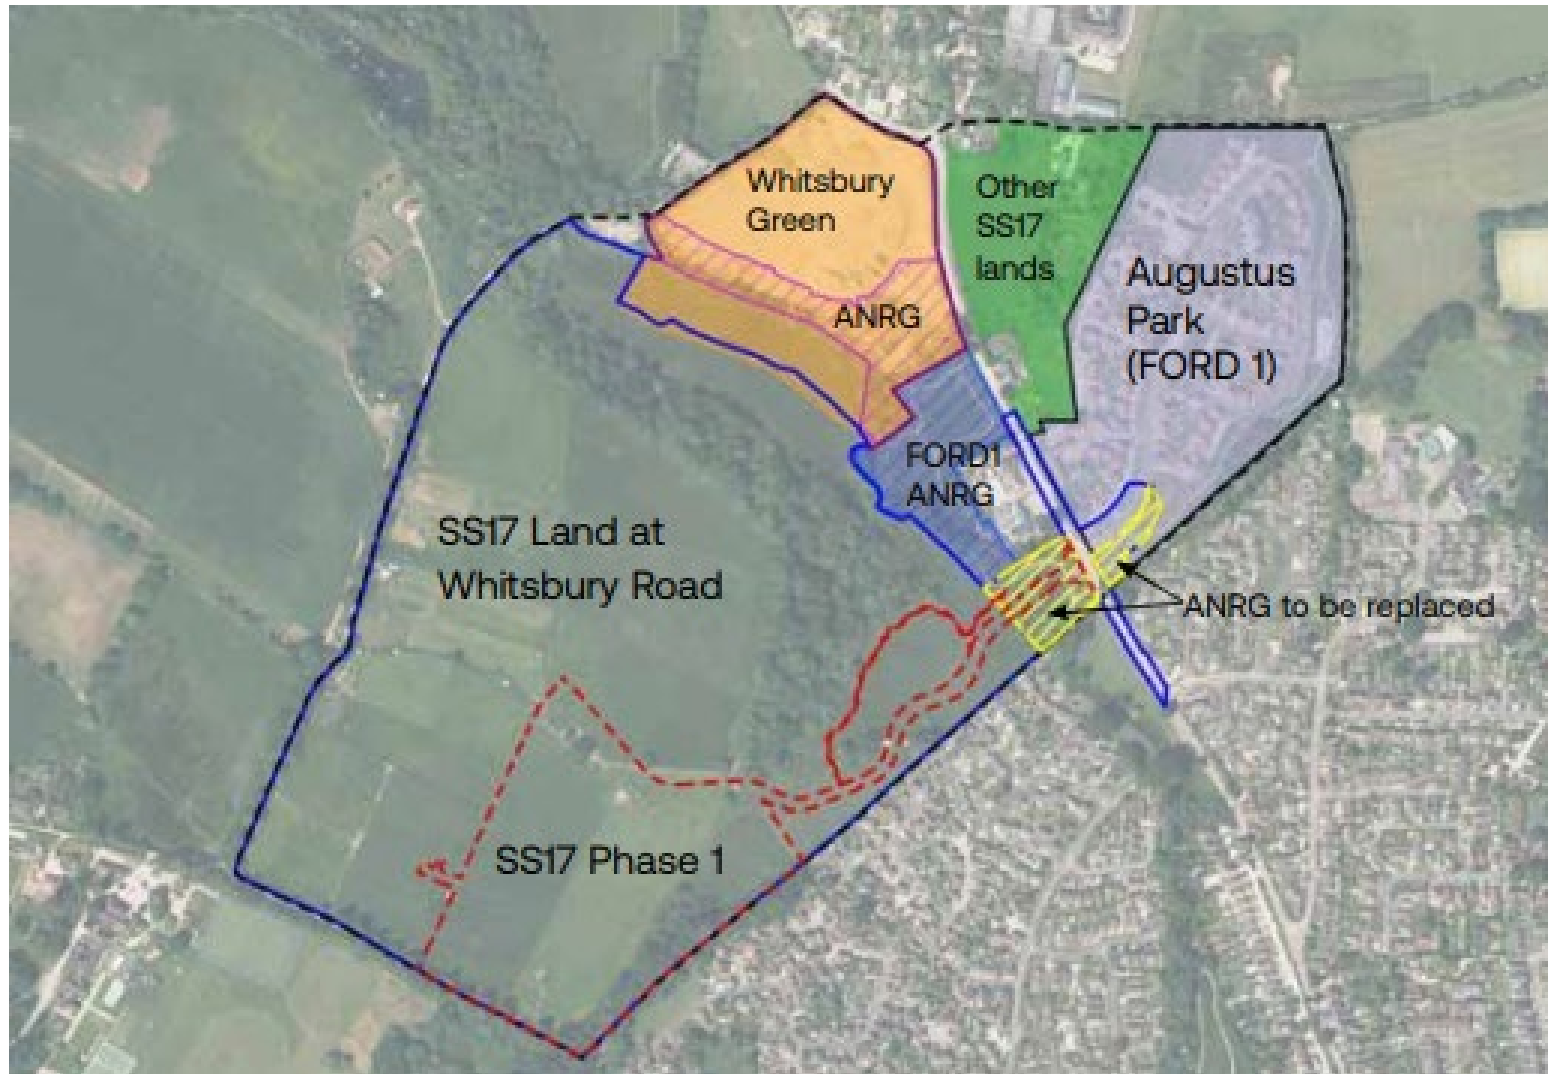 Whitsbury
Green
Other
SS17
lands
Augustus
Park
(FORD 1)
ANRG
FORD1
ANRG
SS17 Land at
Whitsbury Road
ANRG to be replaced
SS17 Phase 1